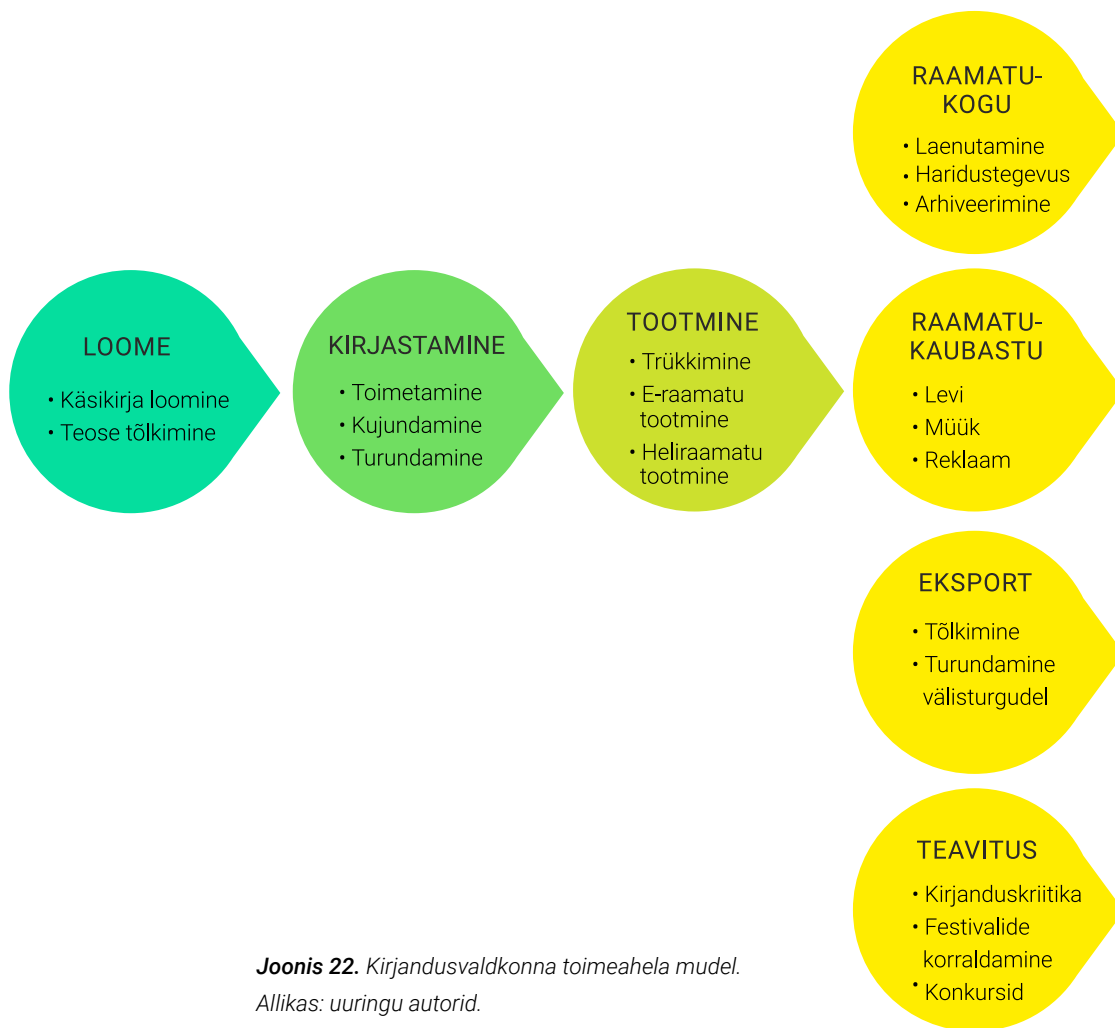 LOOME
• Käsikirja loomine
• Teose tõlkimine
KIRJASTAMINE
• Toimetamine
• Kujundamine
• Turundamine
TOOTMINE
• Trükkimine
• E-raamatu
tootmine
• Heliraamatu
tootmine
RAAMATU-
KOGU
• Laenutamine
• Haridustegevus
• Arhiveerimine
RAAMATU-
KAUBASTU
• Levi
• Müük
• Reklaam
EKSPORT
• Tõlkimine
• Turundamine
välisturgudel
TEAVITUS
• Kirjanduskriitika
• Festivalide
korraldamine
• Konkursid
Joonis 22. Kirjandusvaldkonna toimeahela mudel.
Allikas: uuringu autorid.